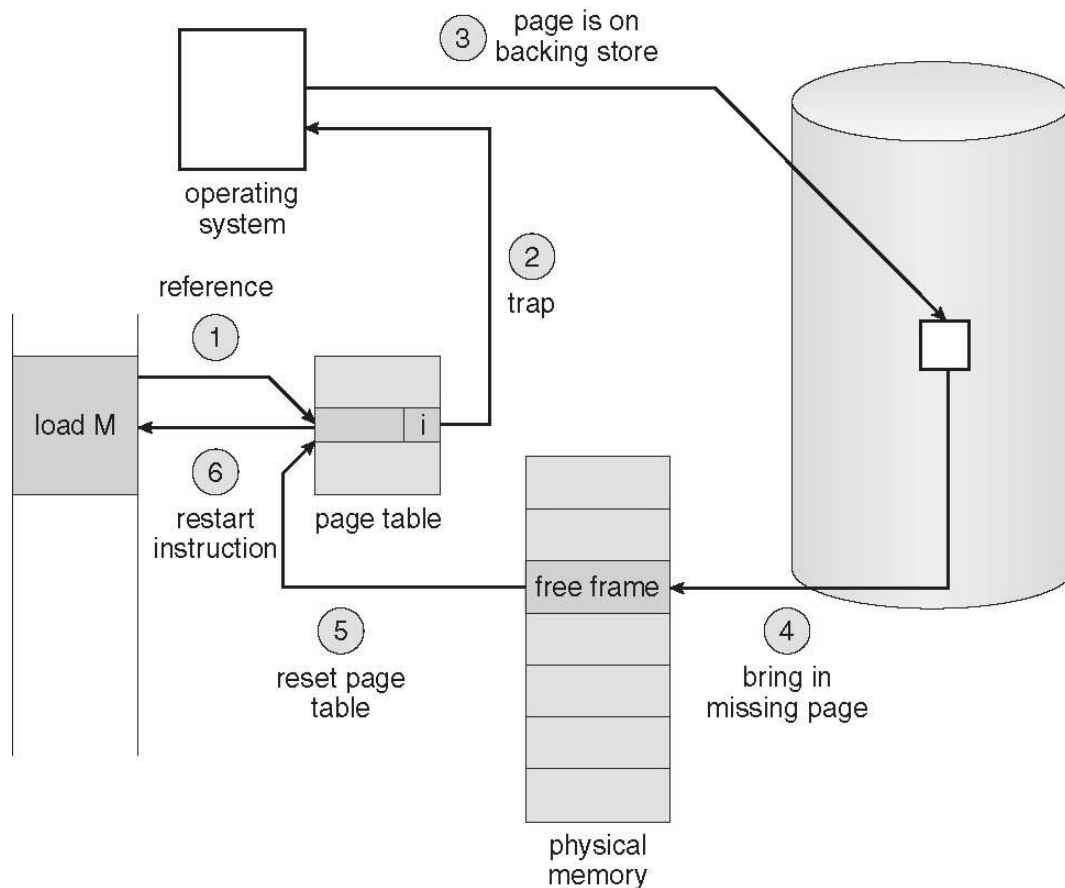 3
page is on
backing store
operating
system
2
trap
reference
1
load M
i
6
restart
instruction
page table
free frame
5
reset page
table
4
bring in
missing page
physical
memory